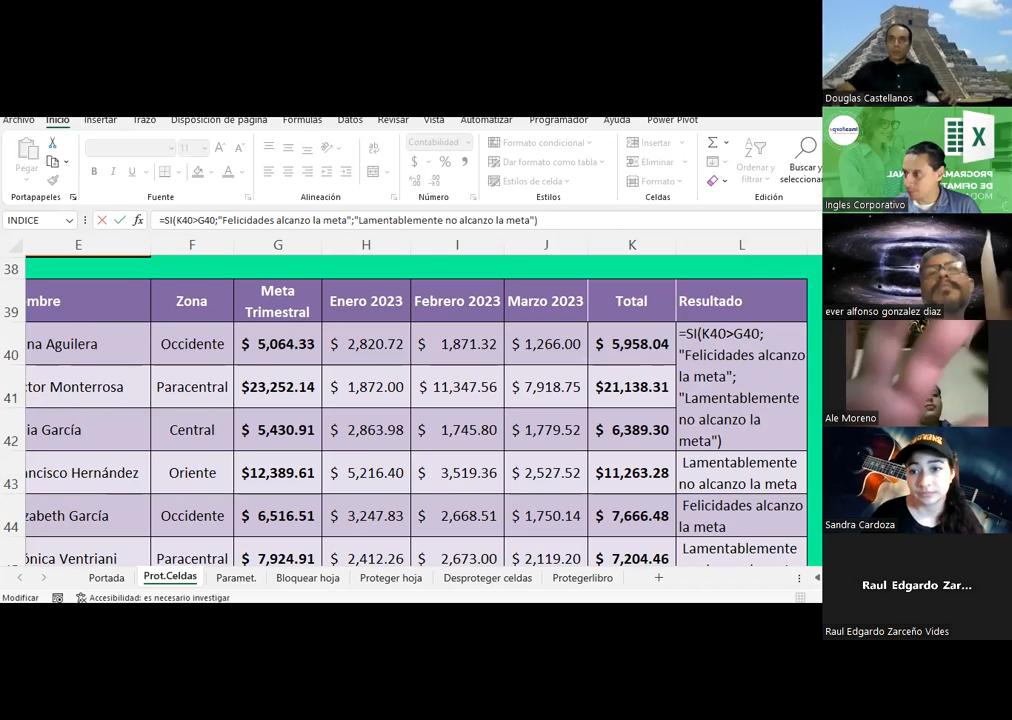 Archivo Inicio Insertar Trazo Disposición de página Fórmulas Datos Revisar Vista Automatizar Programador Ayuda Power Pivot
Pegar
11
Contabilidad
Formato condicional
Dar formato como tabla
Estilos de celda
Insertar
Eliminar
Formato
Ordenar y
filtrar
Buscar y
seleccionar
Portapapeles Fuente Alineación Número Estilos Celdas Edición
INDICE
=SI(K40>G40;"Felicidades alcanzo la meta";"Lamentablemente no alcanzo la meta")
E F G H I J K L
38
39 mbre Zona Meta Trimestral Enero 2023 Febrero 2023 Marzo 2023 Total Resultado
40 na Aguilera Occidente $ 5,064.33 $ 2,820.72 $ 1,871.32 $ 1,266.00 $ 5,958.04
=SI(K40>G40;
"Felicidades alcanzo
la meta";
"Lamentablemente
no alcanzo la
meta")
41 ctor Monterrosa Paracentral $23,252.14 $ 1,872.00 $ 11,347.56 $ 7,918.75 $21,138.31
42 ia García Central $ 5,430.91 $ 2,863.98 $ 1,745.80 $ 1,779.52 $ 6,389.30
43 ncisco Hernández Oriente $12,389.61 $ 5,216.40 $ 3,519.36 $ 2,527.52 $11,263.28 Lamentablemente
no alcanzo la meta
44 zabeth García Occidente $ 6,516.51 $ 3,247.83 $ 2,668.51 $ 1,750.14 $ 7,666.48 Felicidades alcanzo
la meta
ónica Ventriani Paracentral $ 7,924.91 $ 2,412.26 $ 2,673.00 $ 2,119.20 $ 7,204.46 Lamentablemente
Portada Prot.Celdas Paramet. Bloquear hoja Proteger hoja Desproteger celdas Protegerlibro
Modificar Accesibilidad: es necesario investigar
Douglas Castellanos
Ingles Corporativo
ever alfonso gonzalez diaz
Ale Moreno
Sandra Cardoza
Raul Edgardo Zar...
Raul Edgardo Zarceño Vides